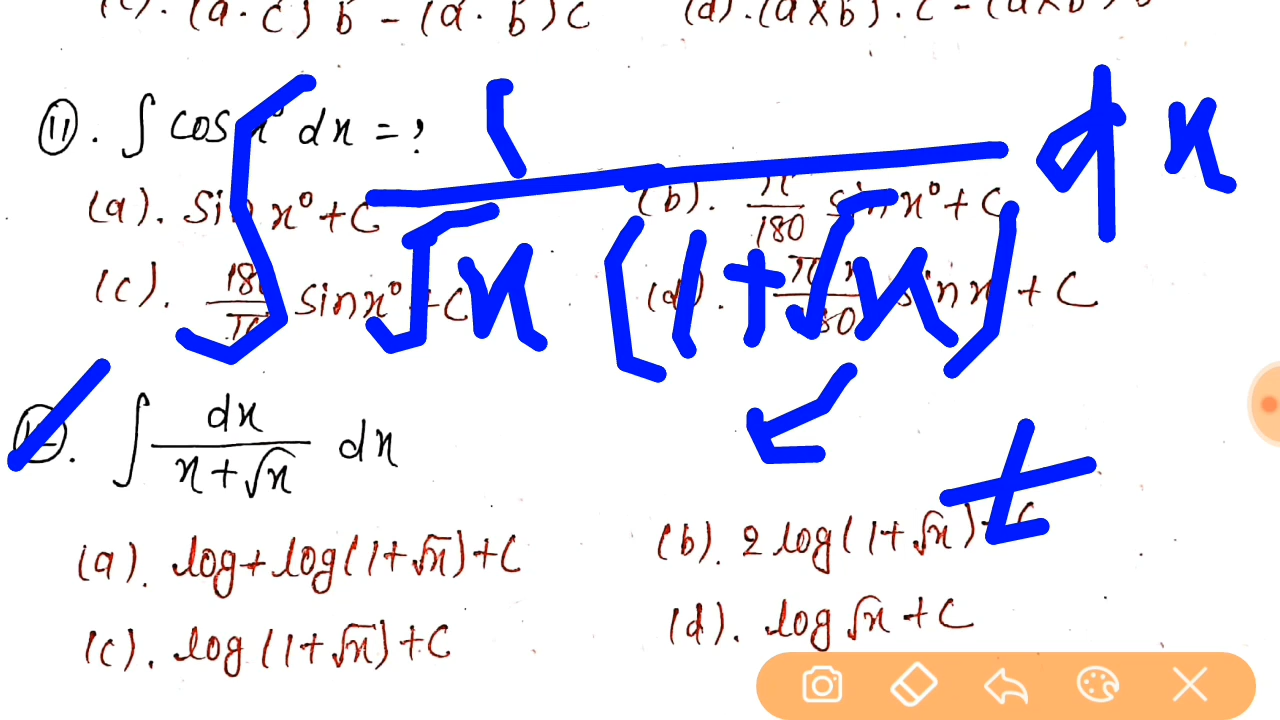 (c). (a · c) b − (a · b) c (d). (a × b) . c − (a × b
(11). ∫ cos x° dx = ?
∫ 1 / √x (1 + √x) dx
(a). Sin x° + C (b). π/180 sin x° + C
(c). 180/π sin x° + C (d). πx/180 sin x + C
t
∫ dx / x + √x dx
(a). log + log(1 + √x) + C (b). 2 log(1 + √x) + C
(c). log (1 + √x) + C (d). log √x + C